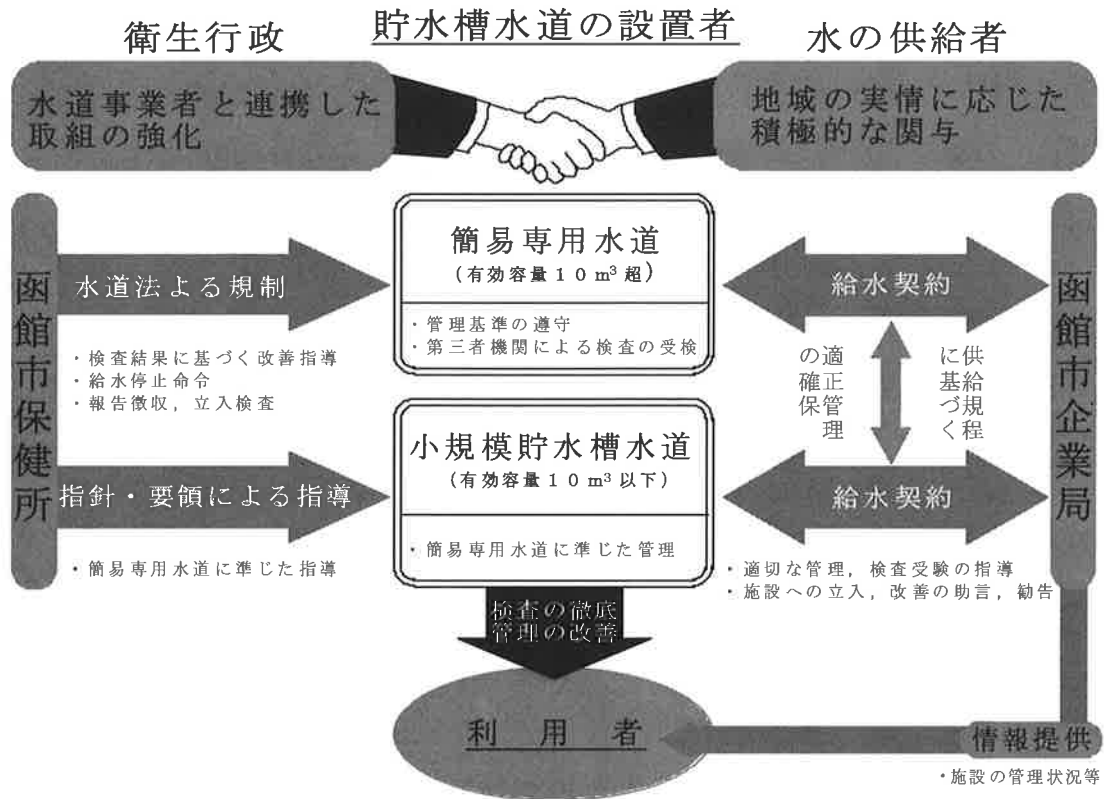 衛生行政
貯水槽水道の設置者
水の供給者
水道事業者と連携した
取組の強化
地域の実情に応じた
積極的な関与
函館市保健所
水道法よる規制
・検査結果に基づく改善指導
・給水停止命令
・報告徴収，立入検査
指針・要領による指導
・簡易専用水道に準じた指導
簡易専用水道
(有効容量１０ｍ³超)
・管理基準の遵守
・第三者機関による検査の受検
小規模貯水槽水道
(有効容量１０ｍ³以下)
・簡易専用水道に準じた管理
給水契約
供給規程
に基づく
適正管理
の確保
給水契約
・適切な管理，検査受験の指導
・施設への立入，改善の助言，勧告
函館市企業局
検査の徹底
管理の改善
利用者
情報提供
・施設の管理状況等